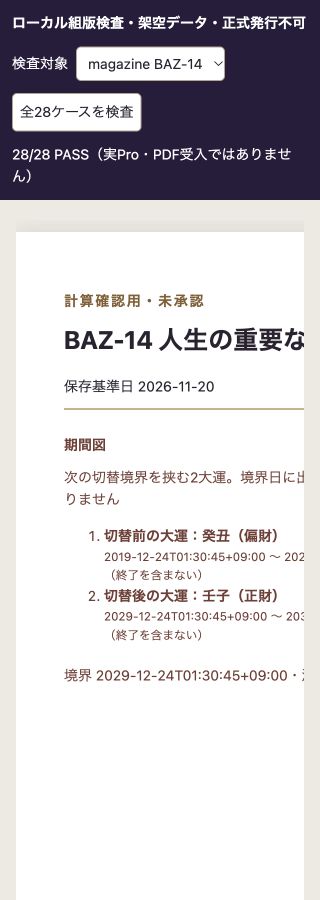 ローカル組版検査・架空データ・正式発行不可
検査対象 magazine BAZ-14
全28ケースを検査
28/28 PASS（実Pro・PDF受入ではありませ
ん）
計算確認用・未承認
BAZ-14 人生の重要な
保存基準日 2026-11-20
期間図
次の切替境界を挟む2大運。境界日に出
りません
1. 切替前の大運：癸丑（偏財）
2019-12-24T01:30:45+09:00 〜 202
（終了を含まない）
2. 切替後の大運：壬子（正財）
2029-12-24T01:30:45+09:00 〜 203
（終了を含まない）
境界 2029-12-24T01:30:45+09:00・